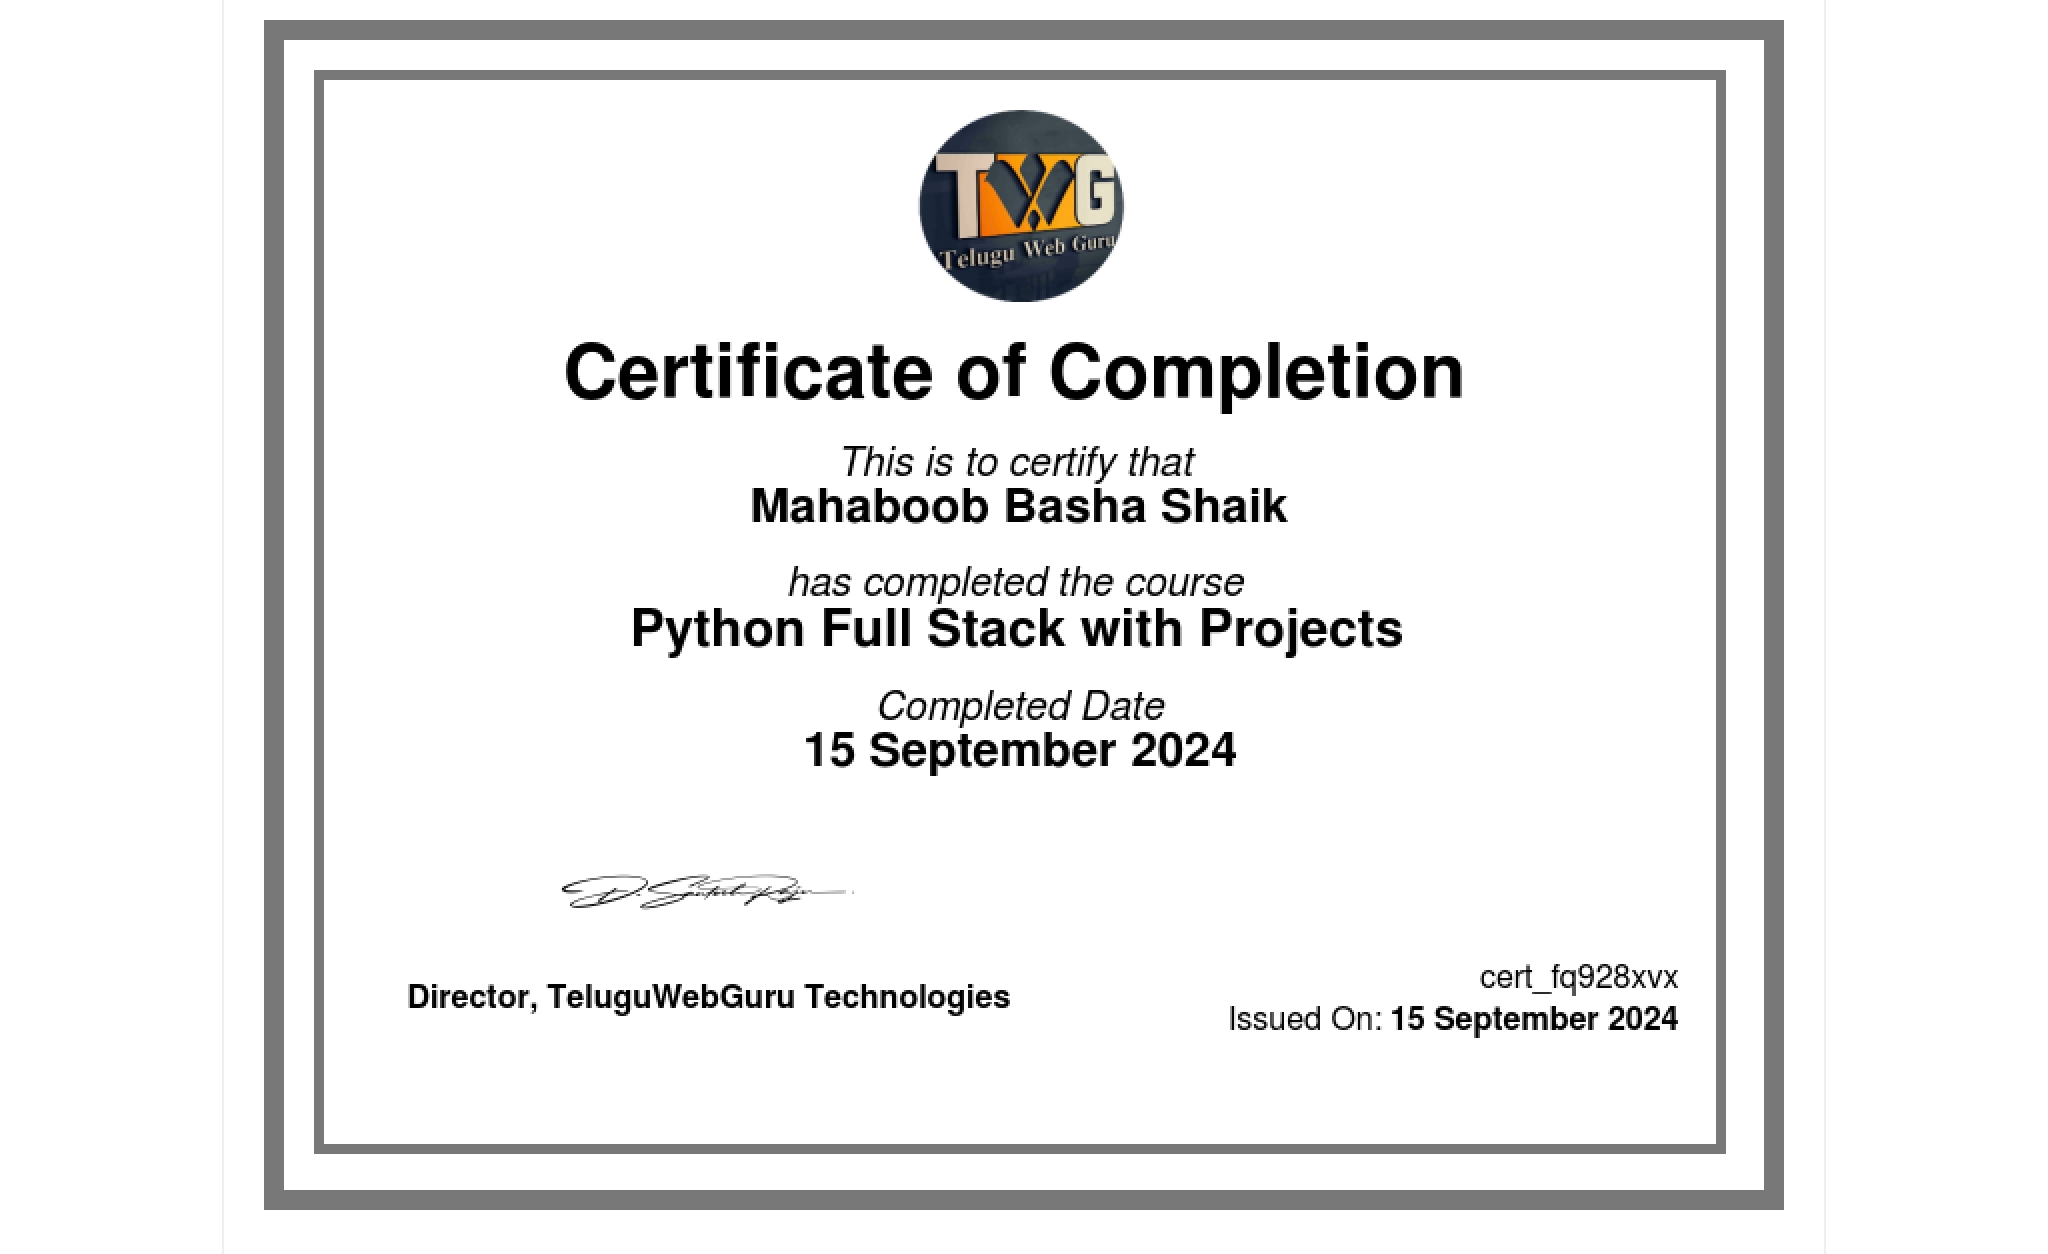 TWG
Telugu Web Guru
Certificate of Completion
This is to certify that
Mahaboob Basha Shaik
has completed the course
Python Full Stack with Projects
Completed Date
15 September 2024
Director, TeluguWebGuru Technologies
cert_fq928xvx
Issued On: 15 September 2024